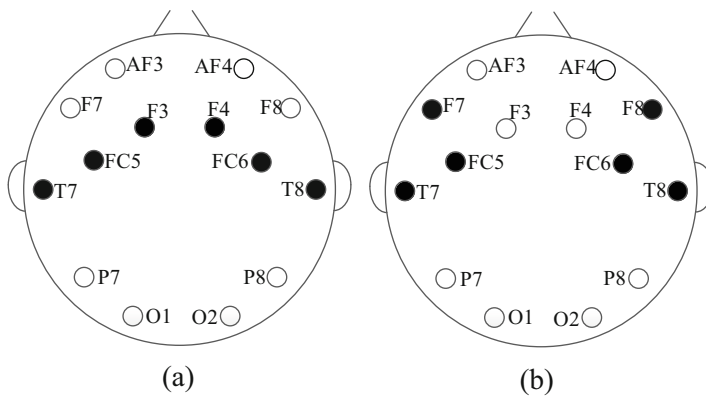 AF3 AF4
F7 F3 F4 F8
FC5 FC6
T7 T8
P7 P8
O1 O2
(a)
AF3 AF4
F7 F3 F4 F8
FC5 FC6
T7 T8
P7 P8
O1 O2
(b)